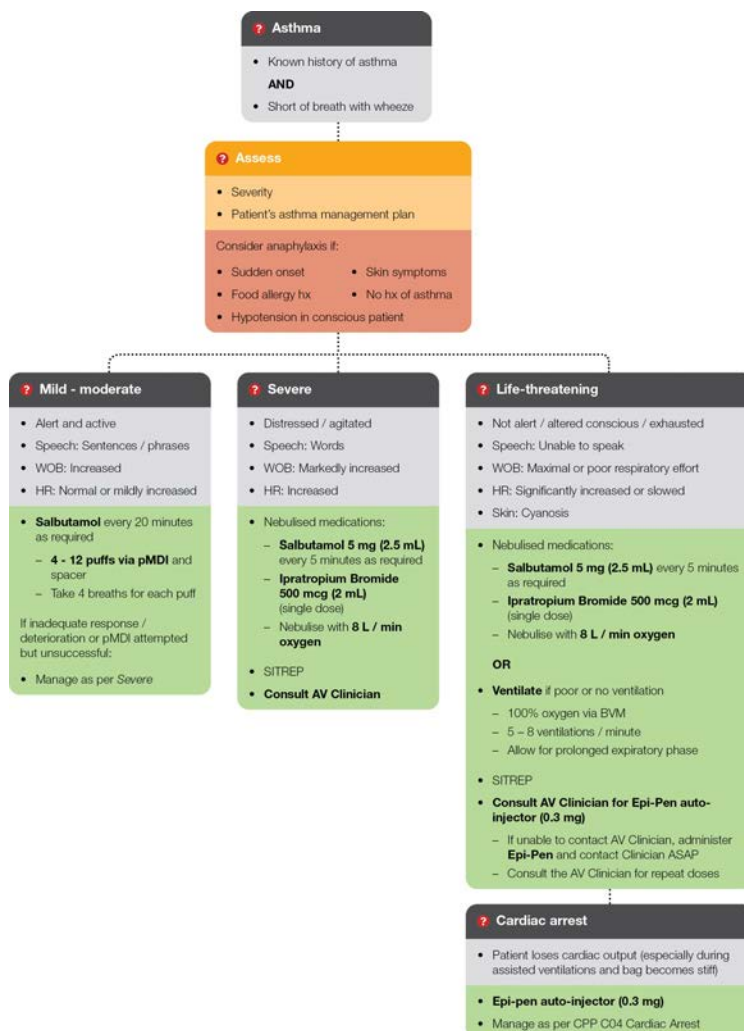 ? Asthma
• Known history of asthma
AND
• Short of breath with wheeze
? Assess
• Severity
• Patient's asthma management plan
Consider anaphylaxis if:
• Sudden onset
• Skin symptoms
• Food allergy hx
• No hx of asthma
• Hypotension in conscious patient
? Mild - moderate
• Alert and active
• Speech: Sentences / phrases
• WOB: Increased
• HR: Normal or mildly increased
• Salbutamol every 20 minutes
as required
– 4 - 12 puffs via pMDI and
spacer
– Take 4 breaths for each puff
If inadequate response /
deterioration or pMDI attempted
but unsuccessful:
• Manage as per Severe
? Severe
• Distressed / agitated
• Speech: Words
• WOB: Markedly increased
• HR: Increased
• Nebulised medications:
– Salbutamol 5 mg (2.5 mL)
every 5 minutes as required
– Ipratropium Bromide
500 mcg (2 mL)
(single dose)
– Nebulise with 8 L / min
oxygen
• SITREP
• Consult AV Clinician
? Life-threatening
• Not alert / altered conscious / exhausted
• Speech: Unable to speak
• WOB: Maximal or poor respiratory effort
• HR: Significantly increased or slowed
• Skin: Cyanosis
• Nebulised medications:
– Salbutamol 5 mg (2.5 mL) every 5 minutes
as required
– Ipratropium Bromide 500 mcg (2 mL)
(single dose)
– Nebulise with 8 L / min oxygen
OR
• Ventilate if poor or no ventilation
– 100% oxygen via BVM
– 5 – 8 ventilations / minute
– Allow for prolonged expiratory phase
• SITREP
• Consult AV Clinician for Epi-Pen auto-
injector (0.3 mg)
– If unable to contact AV Clinician, administer
Epi-Pen and contact Clinician ASAP
– Consult the AV Clinician for repeat doses
? Cardiac arrest
• Patient loses cardiac output (especially during
assisted ventilations and bag becomes stiff)
• Epi-pen auto-injector (0.3 mg)
• Manage as per CPP C04 Cardiac Arrest